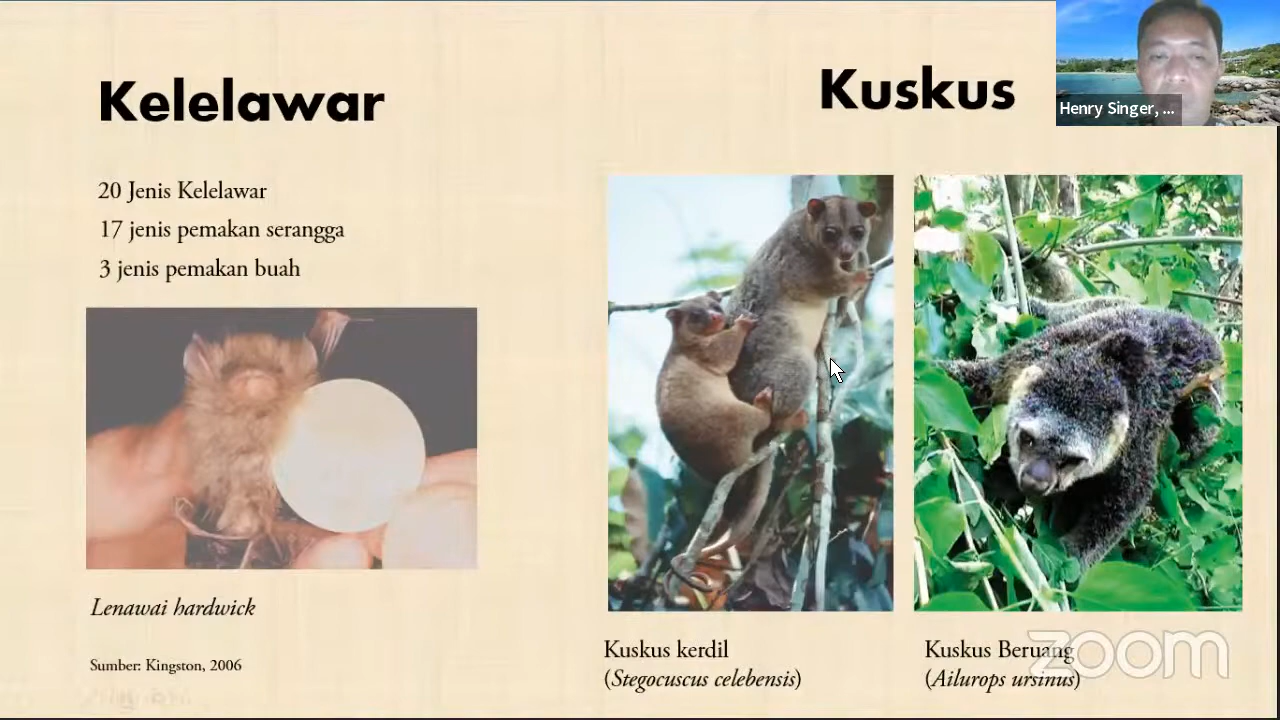 Kelelawar
20 Jenis Kelelawar
17 jenis pemakan serangga
3 jenis pemakan buah
Lenawai hardwick
Sumber: Kingston, 2006
Kuskus
Kuskus kerdil
(Stegocuscus celebensis)
Kuskus Beruang
(Ailurops ursinus)
Henry Singer, ...
zoom